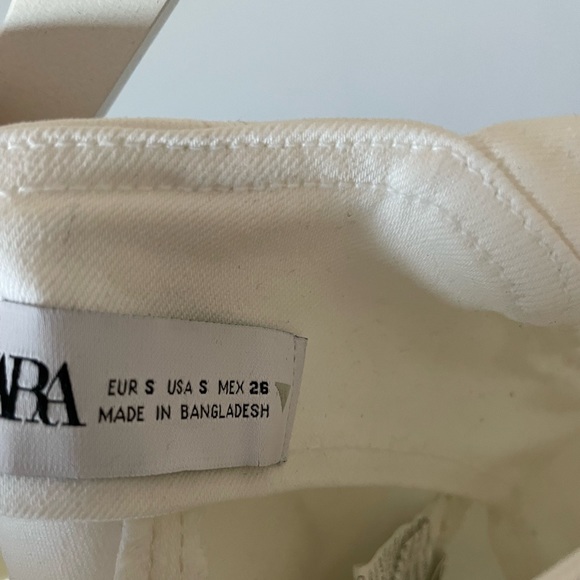 ARA
EUR S USA S MEX 26
MADE IN BANGLADESH